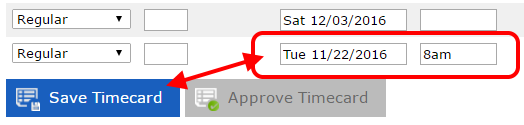 Regular Sat 12/03/2016
Regular Tue 11/22/2016 8am
Save Timecard Approve Timecard